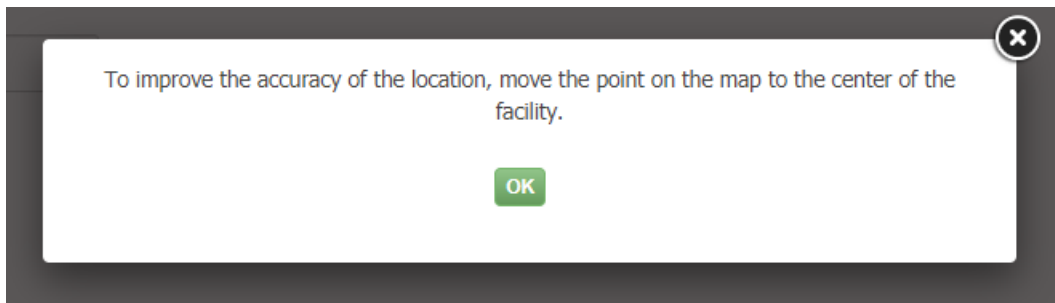 To improve the accuracy of the location, move the point on the map to the center of the
facility.
OK